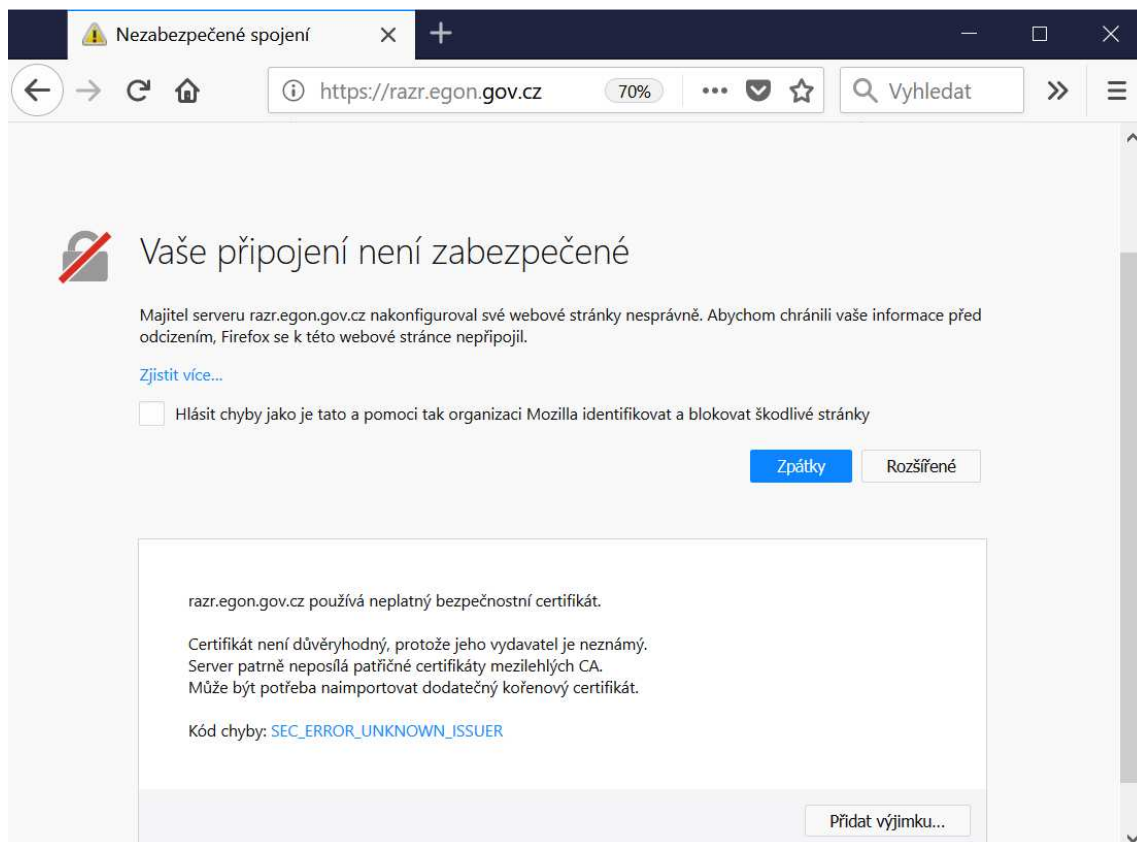 Nezabezpečené spojení
https://razr.egon.gov.cz 70% Vyhledat
Vaše připojení není zabezpečené
Majitel serveru razr.egon.gov.cz nakonfiguroval své webové stránky nesprávně. Abychom chránili vaše informace před
odcizením, Firefox se k této webové stránce nepřipojil.
Zjistit více...
Hlásit chyby jako je tato a pomoci tak organizaci Mozilla identifikovat a blokovat škodlivé stránky
Zpátky Rozšířené
razr.egon.gov.cz používá neplatný bezpečnostní certifikát.
Certifikát není důvěryhodný, protože jeho vydavatel je neznámý.
Server patrně neposílá patřičné certifikáty mezilehlých CA.
Může být potřeba naimportovat dodatečný kořenový certifikát.
Kód chyby: SEC_ERROR_UNKNOWN_ISSUER
Přidat výjimku...